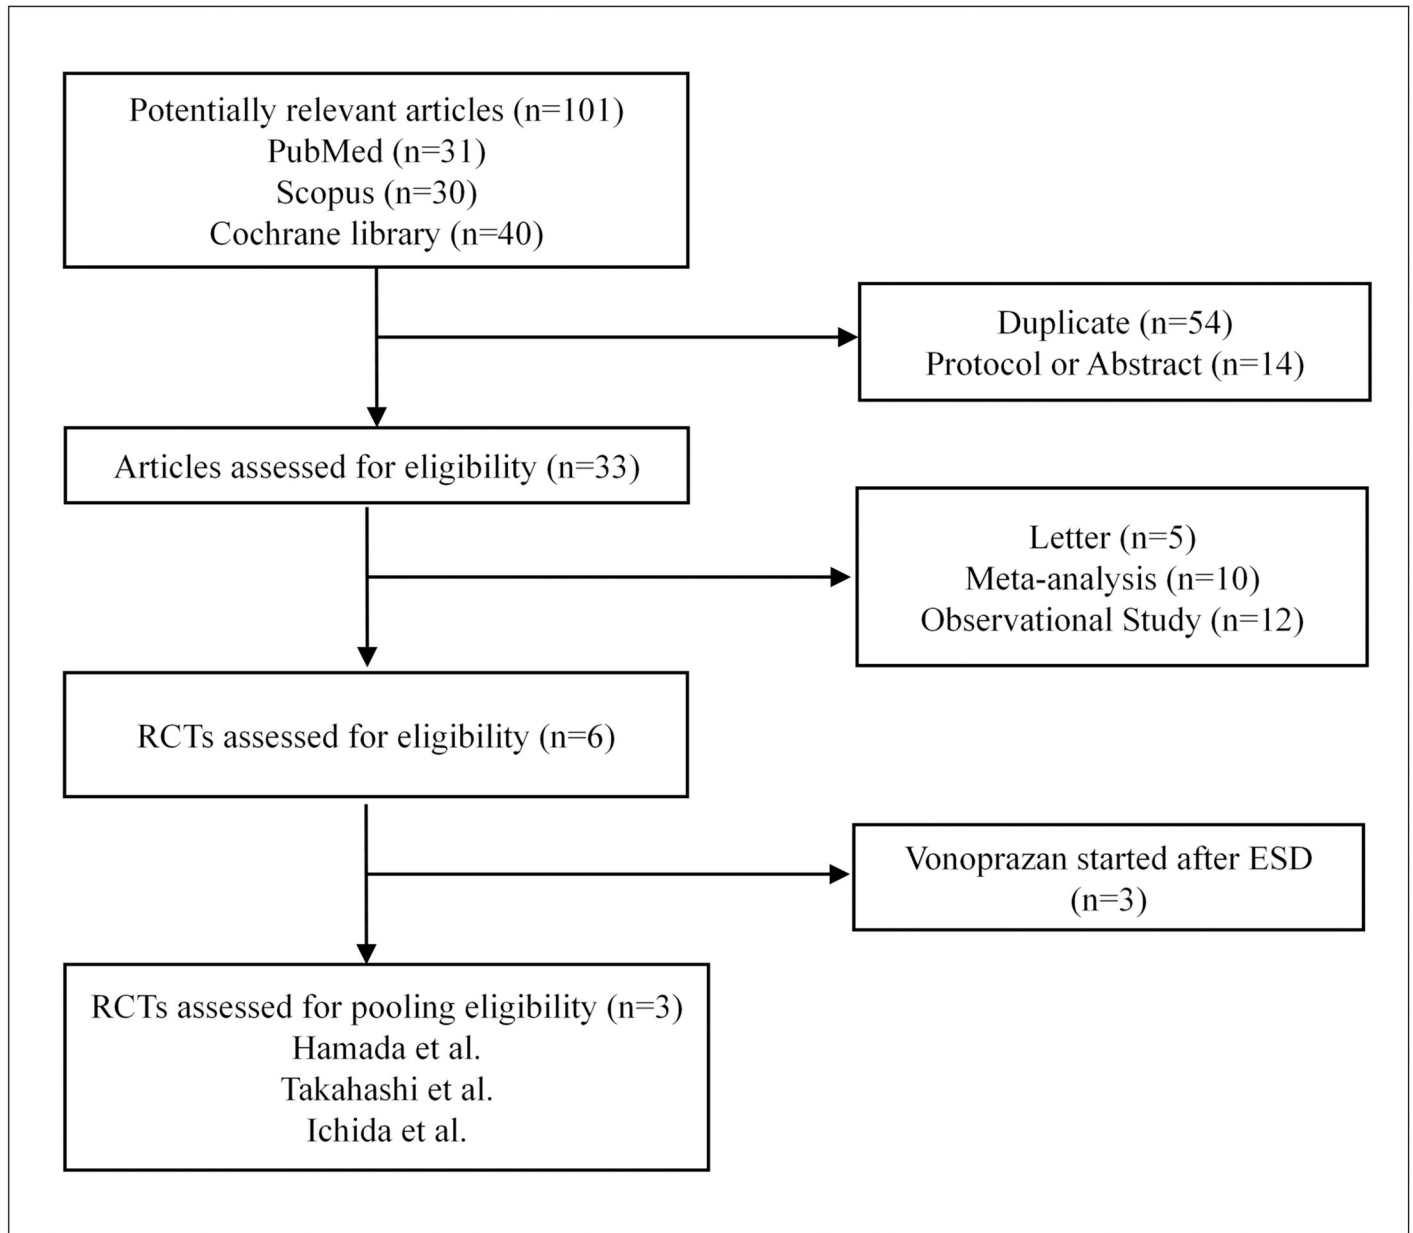 Potentially relevant articles (n=101)
PubMed (n=31)
Scopus (n=30)
Cochrane library (n=40)
Duplicate (n=54)
Protocol or Abstract (n=14)
Articles assessed for eligibility (n=33)
Letter (n=5)
Meta-analysis (n=10)
Observational Study (n=12)
RCTs assessed for eligibility (n=6)
Vonoprazan started after ESD
(n=3)
RCTs assessed for pooling eligibility (n=3)
Hamada et al.
Takahashi et al.
Ichida et al.